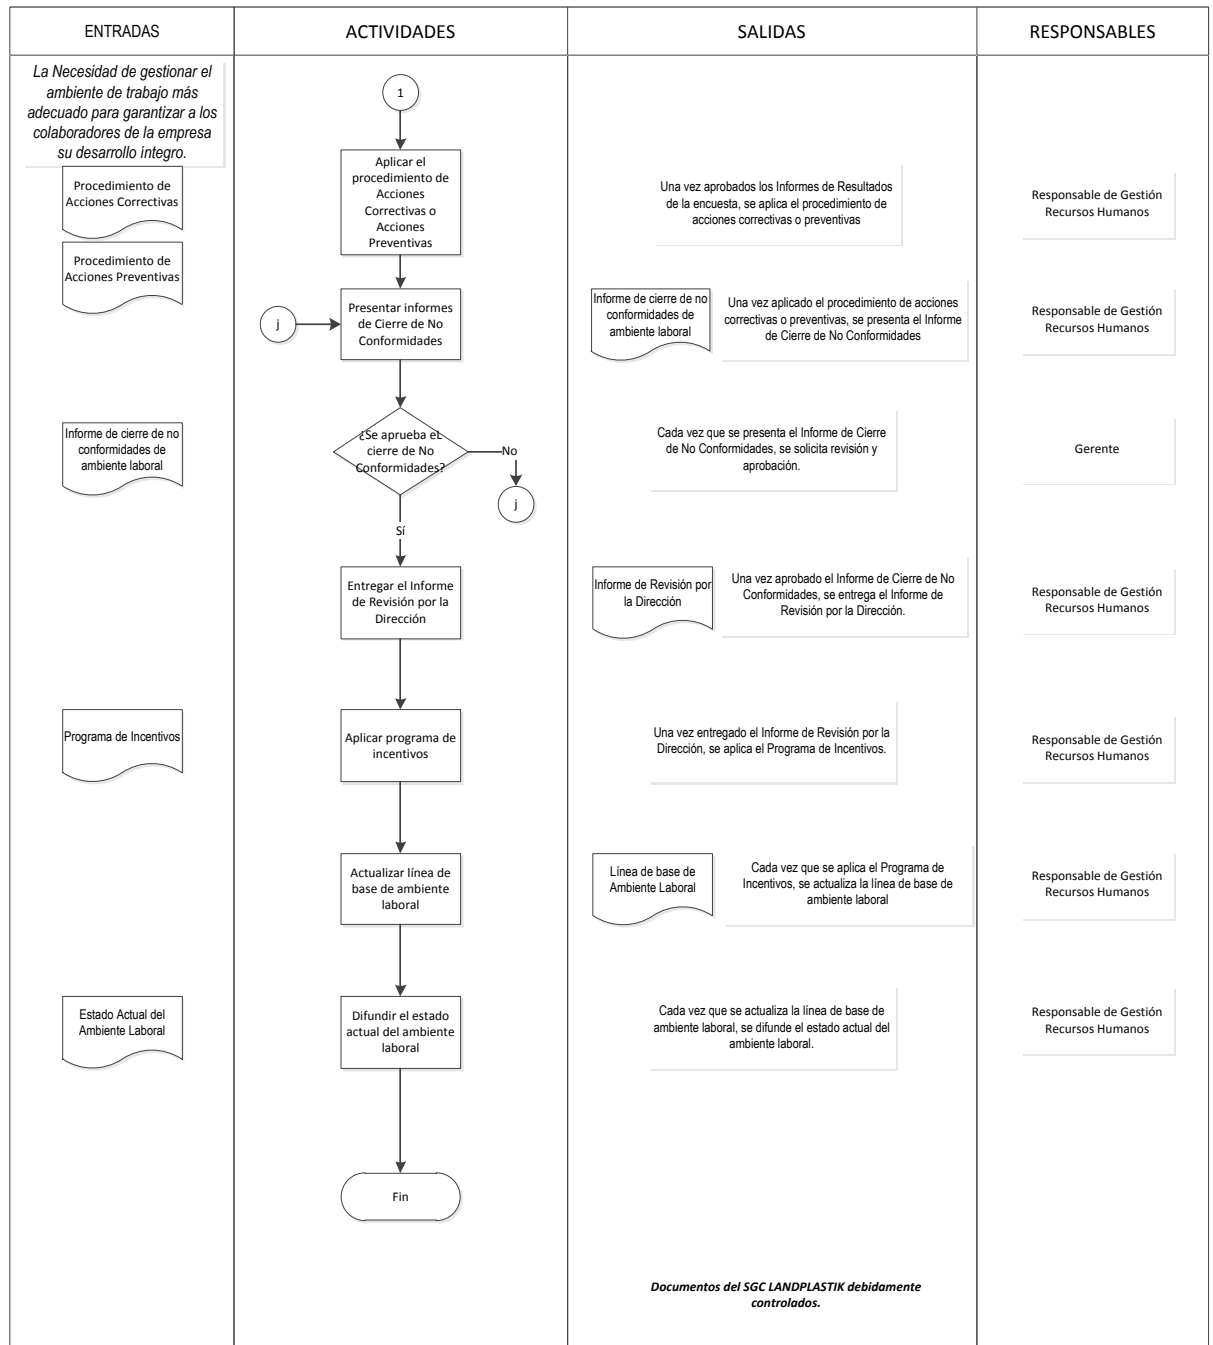 ENTRADAS
ACTIVIDADES
SALIDAS
RESPONSABLES
La Necesidad de gestionar el
ambiente de trabajo más
adecuado para garantizar a los
colaboradores de la empresa
su desarrollo íntegro.
1
Procedimiento de
Acciones Correctivas
Aplicar el
procedimiento de
Acciones
Correctivas o
Acciones
Preventivas
Una vez aprobados los Informes de Resultados
de la encuesta, se aplica el procedimiento de
acciones correctivas o preventivas
Responsable de Gestión
Recursos Humanos
Procedimiento de
Acciones Preventivas
j
Presentar informes
de Cierre de No
Conformidades
Informe de cierre de no
conformidades de
ambiente laboral
Una vez aplicado el procedimiento de acciones
correctivas o preventivas, se presenta el Informe
de Cierre de No Conformidades
Responsable de Gestión
Recursos Humanos
Informe de cierre de no
conformidades de
ambiente laboral
¿Se aprueba eL
cierre de No
Conformidades?
No
j
Sí
Cada vez que se presenta el Informe de Cierre
de No Conformidades, se solicita revisión y
aprobación.
Gerente
Entregar el Informe
de Revisión por la
Dirección
Informe de Revisión por
la Dirección
Una vez aprobado el Informe de Cierre de No
Conformidades, se entrega el Informe de
Revisión por la Dirección.
Responsable de Gestión
Recursos Humanos
Programa de Incentivos
Aplicar programa de
incentivos
Una vez entregado el Informe de Revisión por la
Dirección, se aplica el Programa de Incentivos.
Responsable de Gestión
Recursos Humanos
Actualizar línea de
base de ambiente
laboral
Línea de base de
Ambiente Laboral
Cada vez que se aplica el Programa de
Incentivos, se actualiza la línea de base de
ambiente laboral
Responsable de Gestión
Recursos Humanos
Estado Actual del
Ambiente Laboral
Difundir el estado
actual del ambiente
laboral
Cada vez que se actualiza la línea de base de
ambiente laboral, se difunde el estado actual del
ambiente laboral.
Responsable de Gestión
Recursos Humanos
Fin
Documentos del SGC LANDPLASTIK debidamente
controlados.